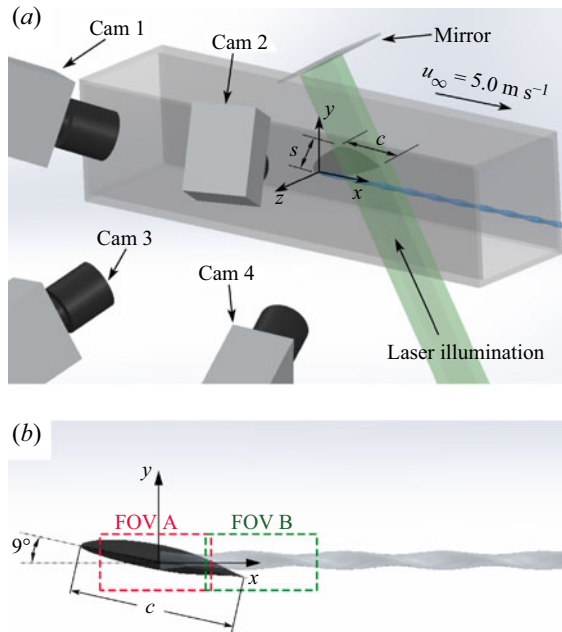 (a)
Cam 1
Cam 2
Mirror
u∞ = 5.0 m s⁻¹
y
s
c
x
z
Cam 3
Cam 4
Laser illumination
(b)
y
FOV A
FOV B
9°
x
c